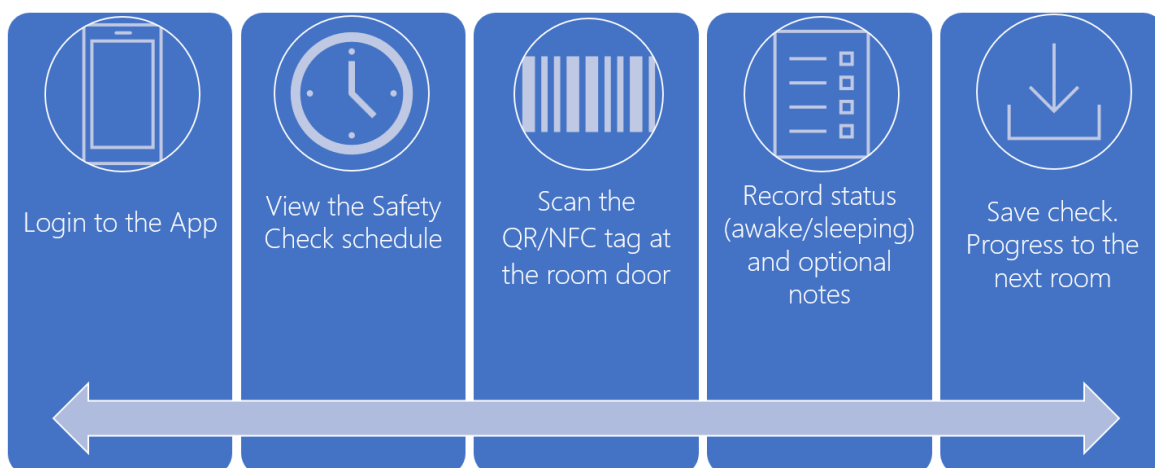 Login to the App
View the Safety
Check schedule
Scan the
QR/NFC tag at
the room door
Record status
(awake/sleeping)
and optional
notes
Save check.
Progress to the
next room